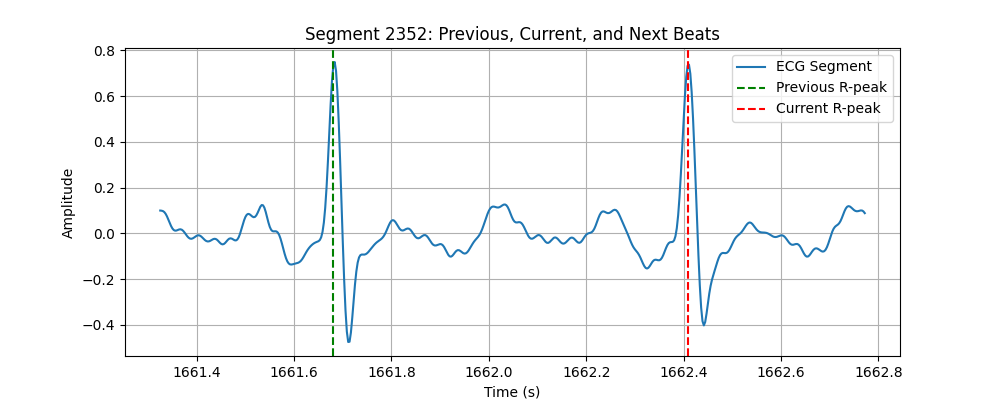 Segment 2352: Previous, Current, and Next Beats
0.8
0.6
0.4
0.2
0.0
−0.2
−0.4
Amplitude
ECG Segment
Previous R-peak
Current R-peak
1661.4 1661.6 1661.8 1662.0 1662.2 1662.4 1662.6 1662.8
Time (s)